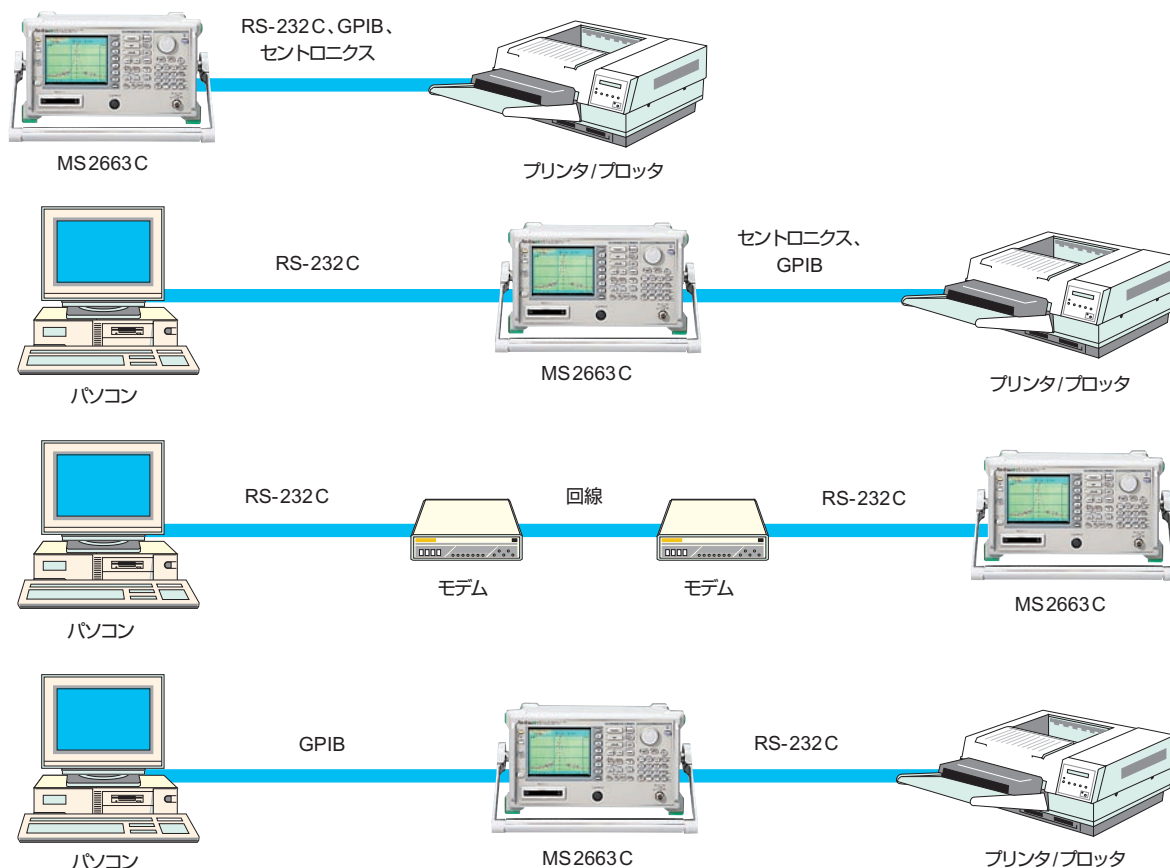 RS-232C、GPIB、
セントロニクス
MS2663C
プリンタ/プロッタ
RS-232C
セントロニクス、
GPIB
パソコン
MS2663C
プリンタ/プロッタ
RS-232C
回線
RS-232C
モデム
モデム
パソコン
MS2663C
GPIB
RS-232C
パソコン
MS2663C
プリンタ/プロッタ